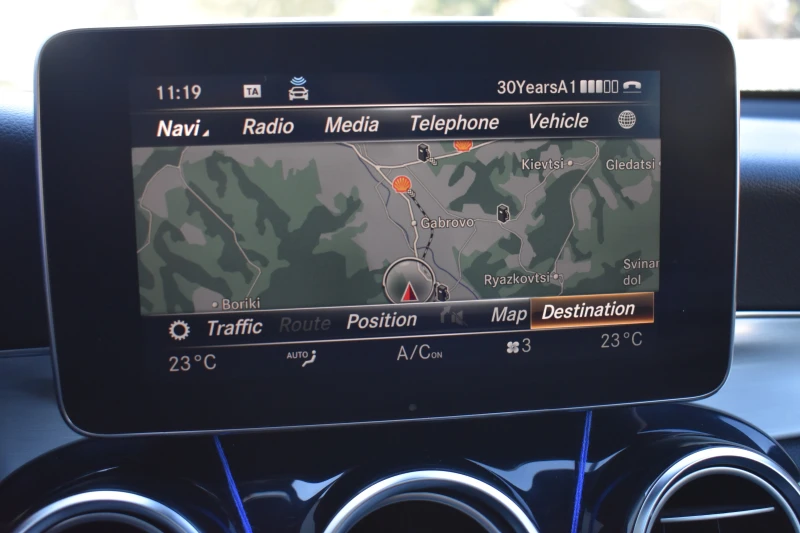 11:19 TA 30YearsA1
Navi Radio Media Telephone Vehicle
Kievtsi Gledatsi
Gabrovo
Ryazkovtsi Svinar
dol
Boriki
Traffic Route Position Map Destination
23°C AUTO A/C ON 3 23°C